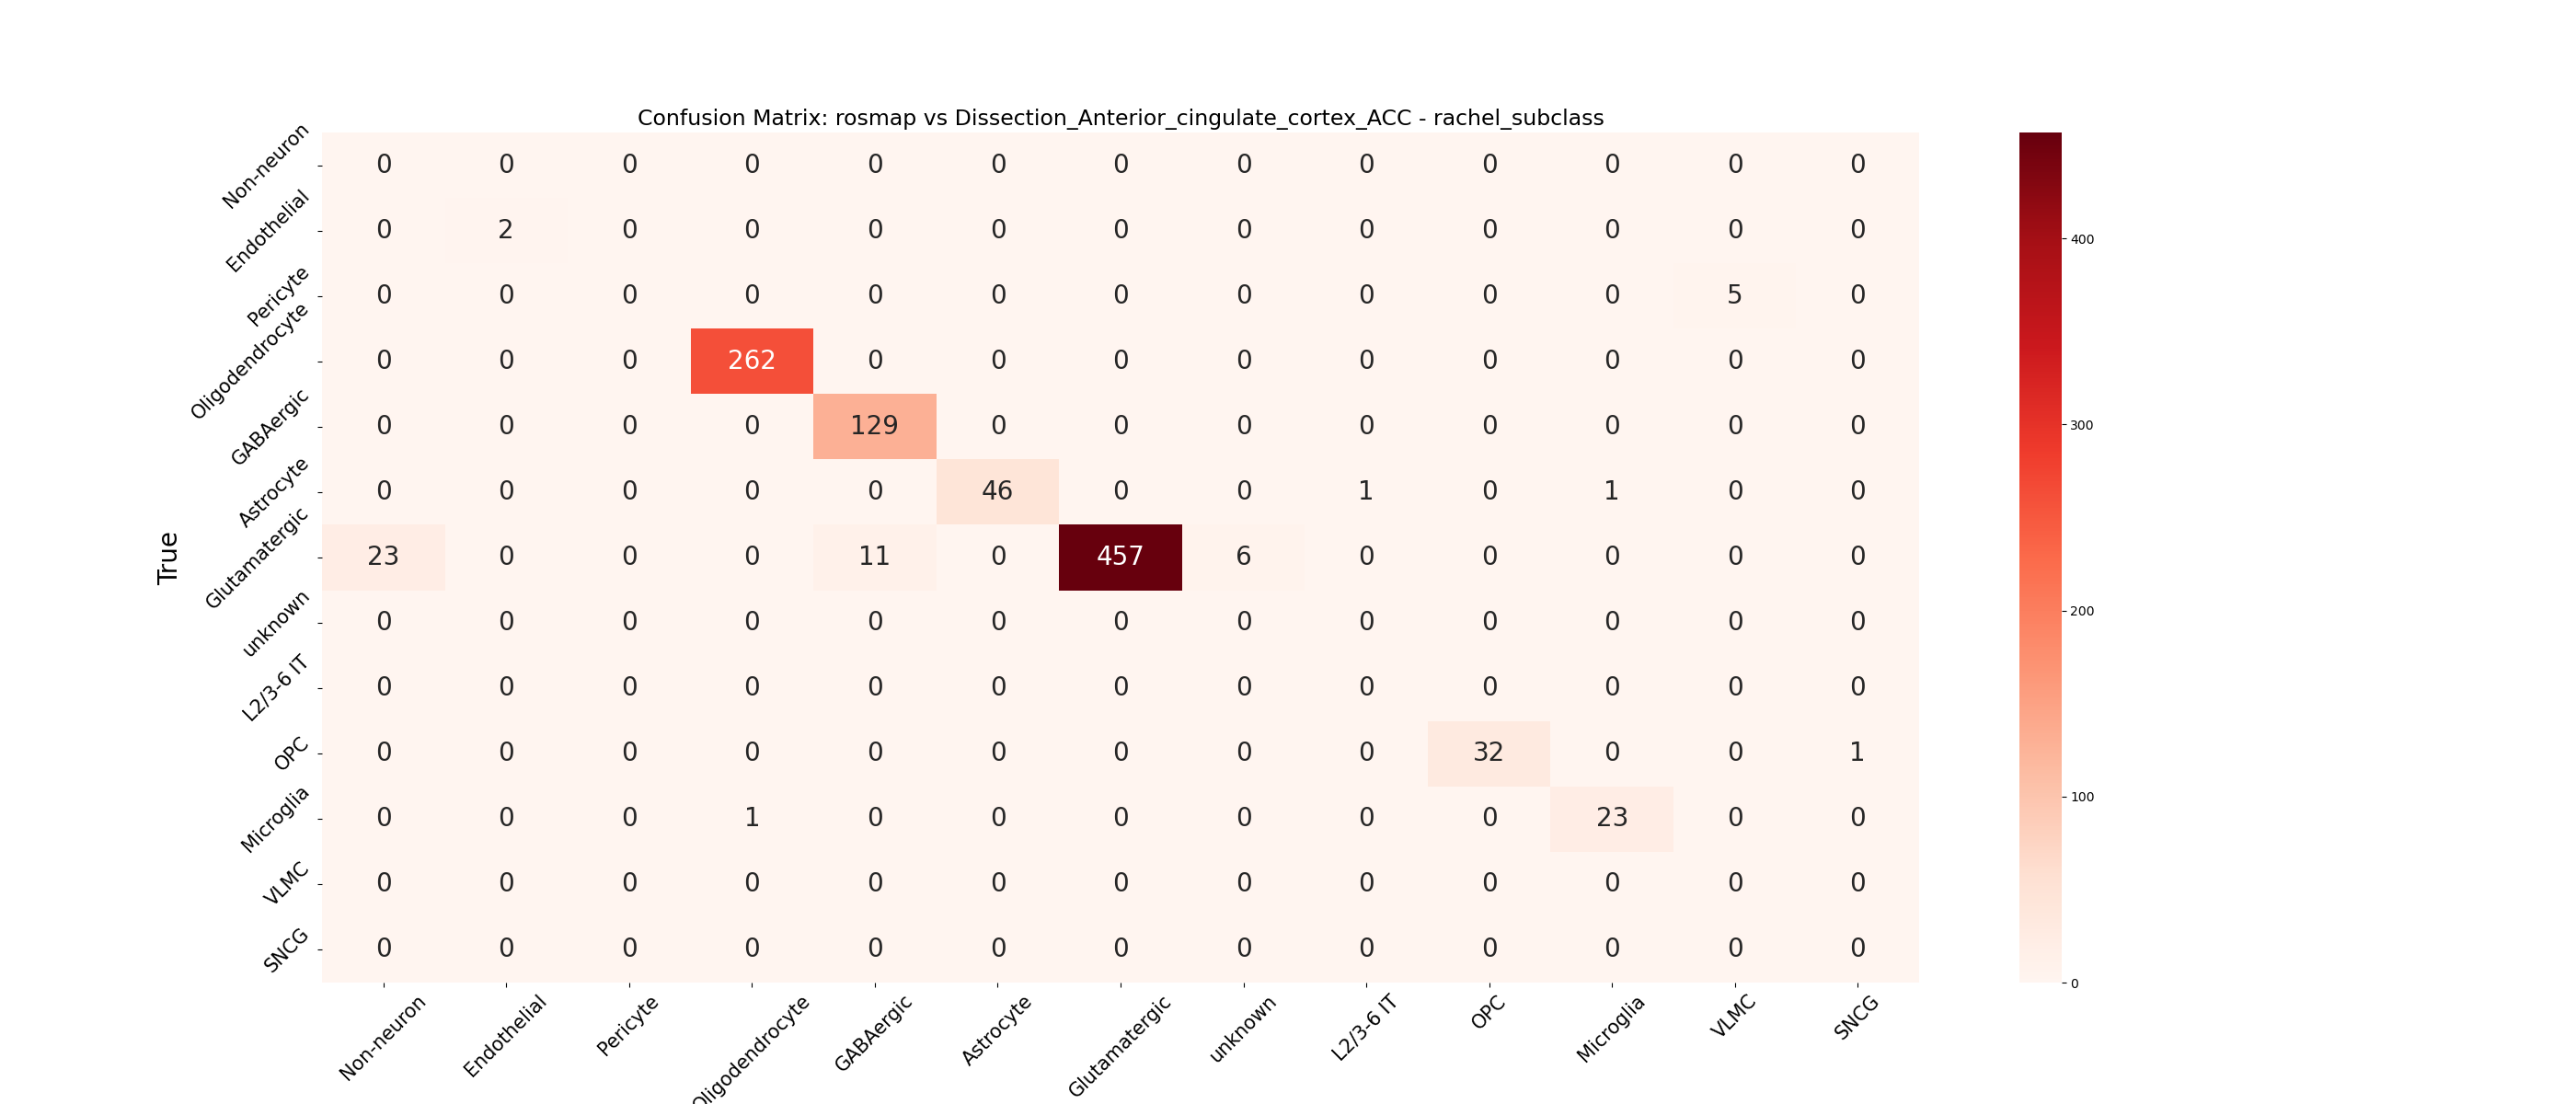 Confusion Matrix: rosmap vs Dissection_Anterior_cingulate_cortex_ACC - rachel_subclass
True
Non-neuron 0 0 0 0 0 0 0 0 0 0 0 0 0
Endothelial 0 2 0 0 0 0 0 0 0 0 0 0 0
Pericyte 0 0 0 0 0 0 0 0 0 0 0 5 0
Oligodendrocyte 0 0 0 262 0 0 0 0 0 0 0 0 0
GABAergic 0 0 0 0 129 0 0 0 0 0 0 0 0
Astrocyte 0 0 0 0 0 46 0 0 1 0 1 0 0
Glutamatergic 23 0 0 0 11 0 457 6 0 0 0 0 0
unknown 0 0 0 0 0 0 0 0 0 0 0 0 0
L2/3-6 IT 0 0 0 0 0 0 0 0 0 0 0 0 0
OPC 0 0 0 0 0 0 0 0 0 32 0 0 1
Microglia 0 0 0 1 0 0 0 0 0 0 23 0 0
VLMC 0 0 0 0 0 0 0 0 0 0 0 0 0
SNCG 0 0 0 0 0 0 0 0 0 0 0 0 0
Non-neuron Endothelial Pericyte Oligodendrocyte GABAergic Astrocyte Glutamatergic unknown L2/3-6 IT OPC Microglia VLMC SNCG
400
300
200
100
0